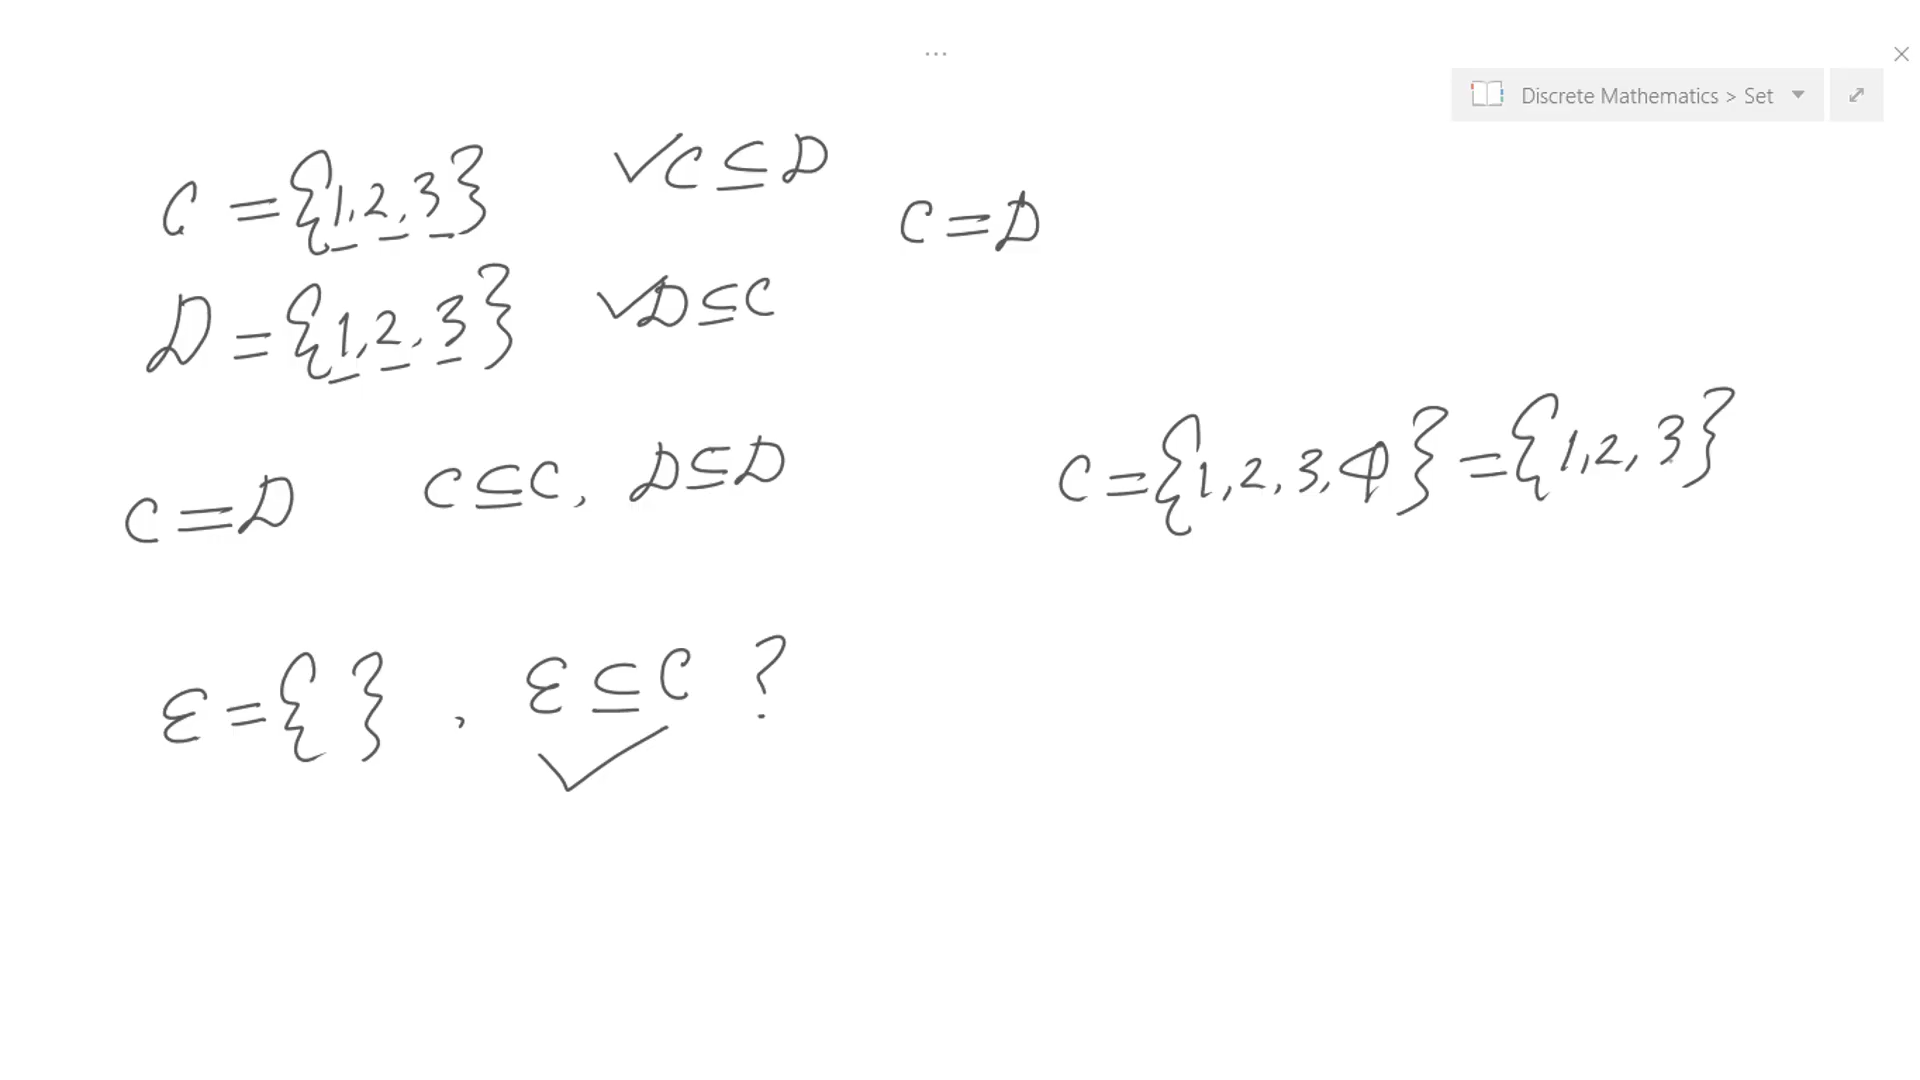 ...
Discrete Mathematics > Set
C = {1, 2, 3} ✓ C ⊆ D
C = D
D = {1, 2, 3} ✓ D ⊆ C
C = D C ⊆ C, D ⊆ D
C = {1, 2, 3, Φ} = {1, 2, 3}
E = { } , E ⊆ C ?
✓